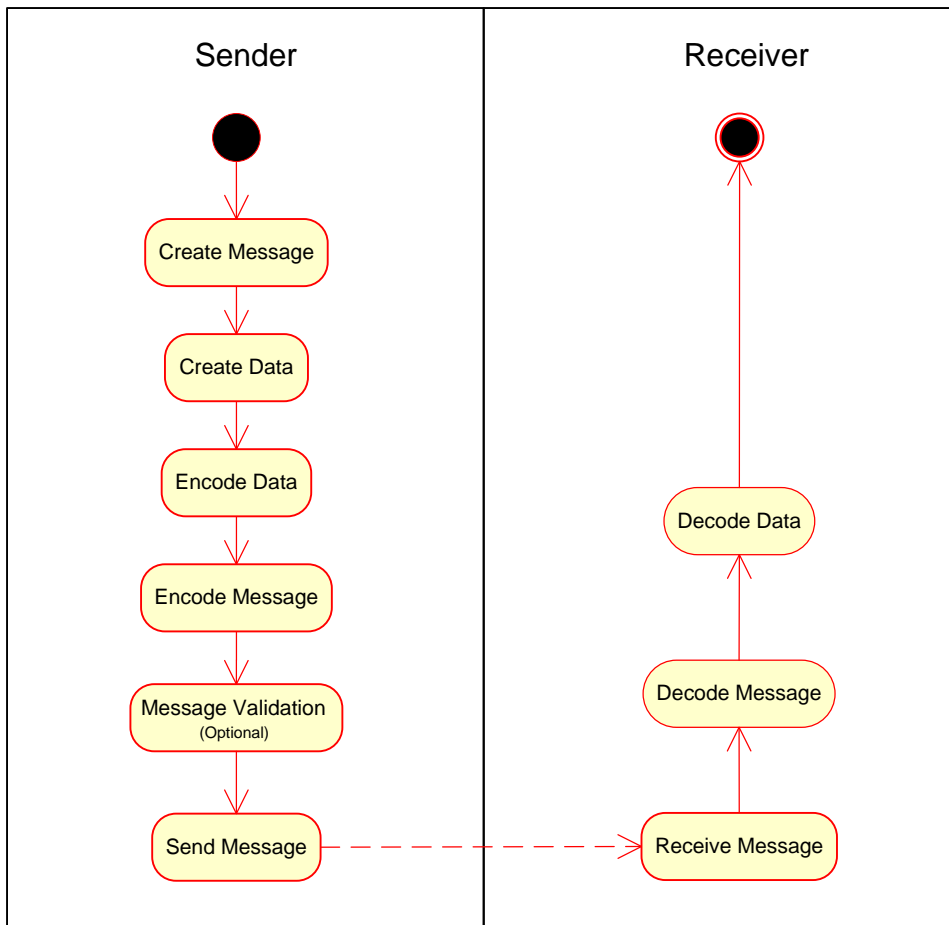 Sender
Create Message
Create Data
Encode Data
Encode Message
Message Validation
(Optional)
Send Message
Receiver
Decode Data
Decode Message
Receive Message